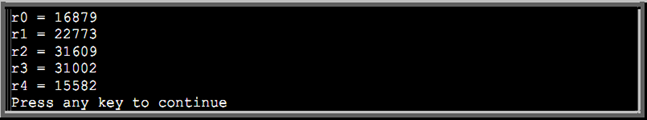 r0 = 16879
r1 = 22773
r2 = 31609
r3 = 31002
r4 = 15582
Press any key to continue